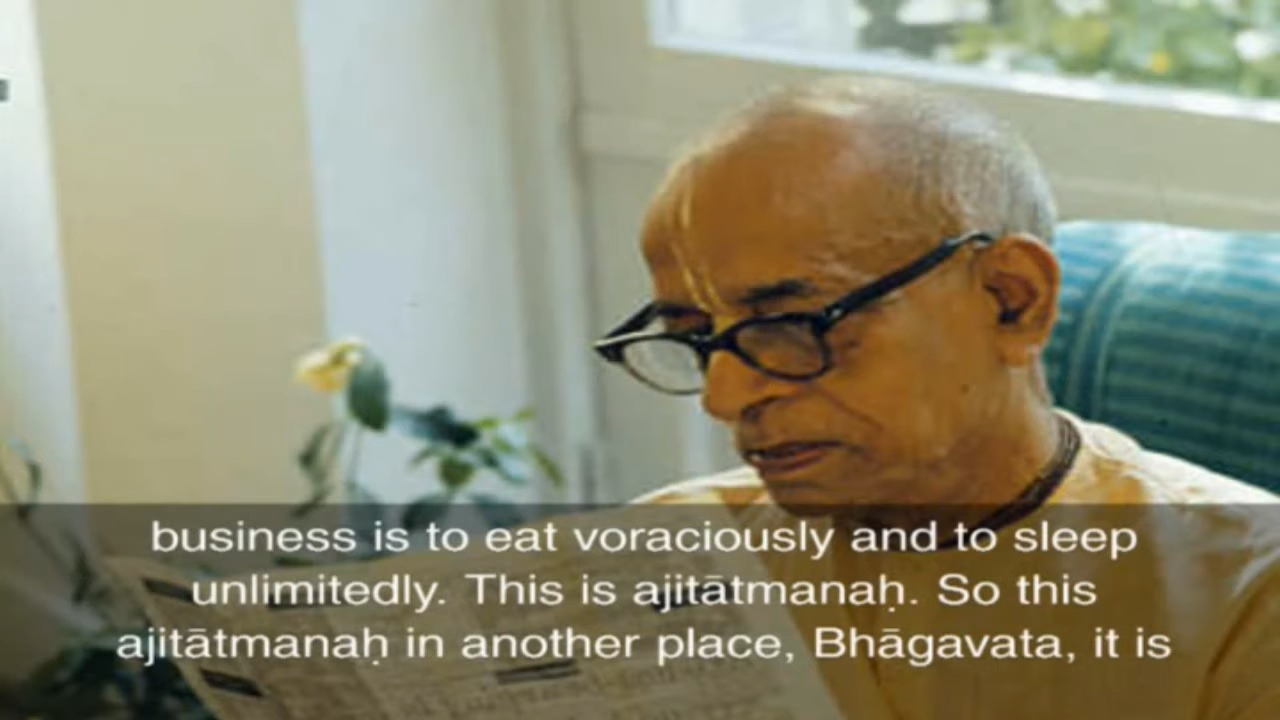 business is to eat voraciously and to sleep
unlimitedly. This is ajitātmanaḥ. So this
ajitātmanaḥ in another place, Bhāgavata, it is